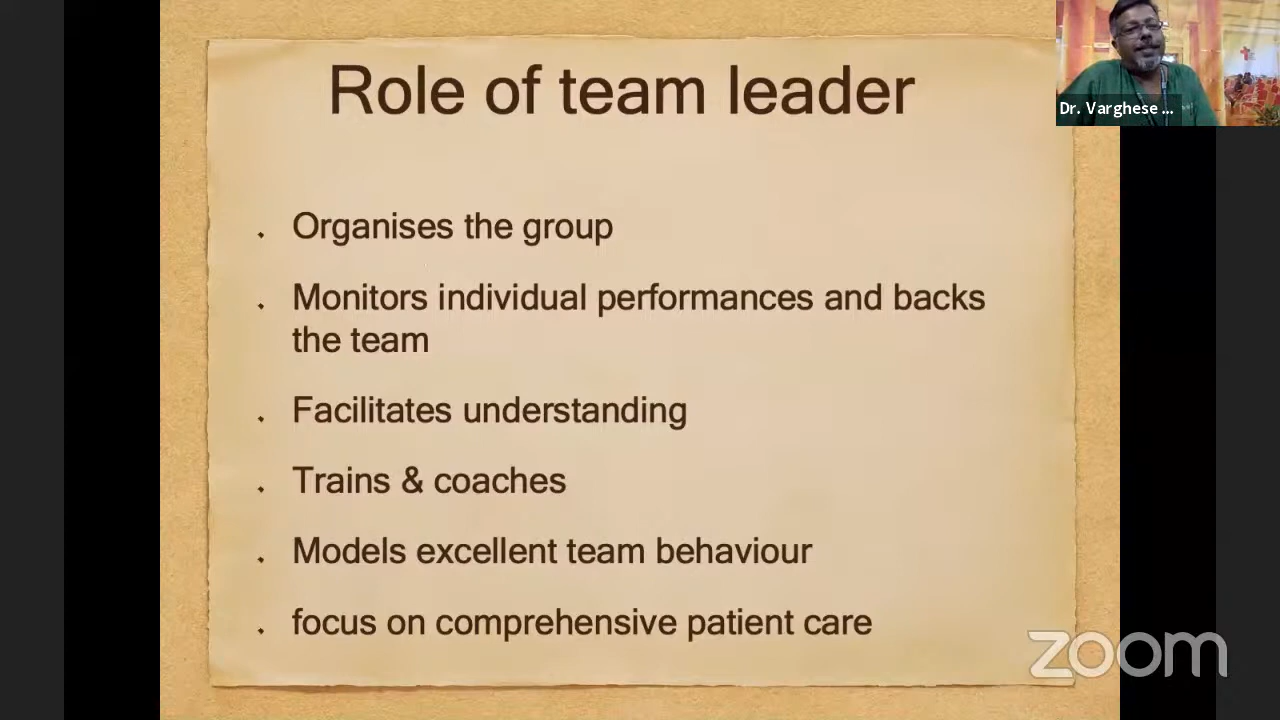 Role of team leader
Dr. Varghese ...
Organises the group
Monitors individual performances and backs
the team
Facilitates understanding
Trains & coaches
Models excellent team behaviour
focus on comprehensive patient care
zoom